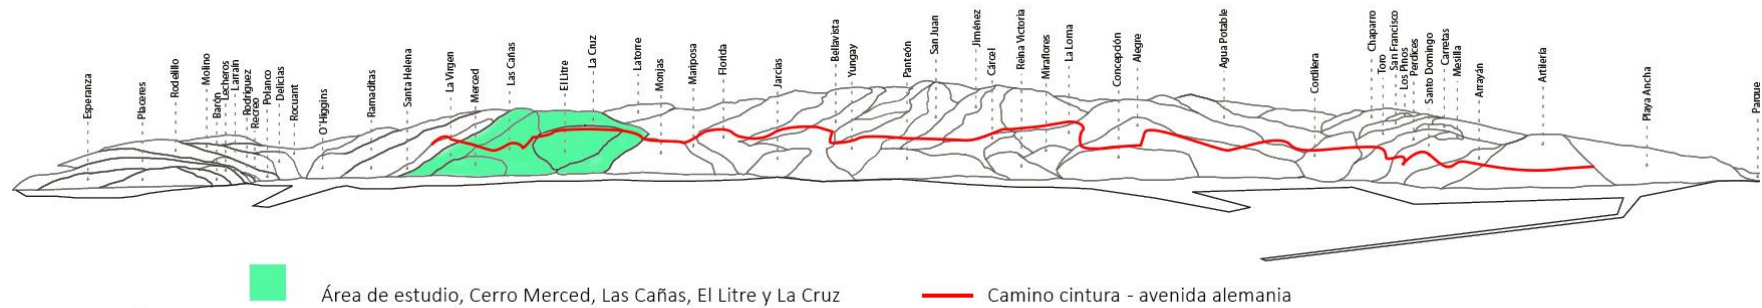 Esperanza
Placeres
Rodelillo
Molino
Barón
Lecheros
Larraín
Rodríguez
Recreo
Polanco
Delicias
Rocuant
O'Higgins
Ramaditas
Santa Helena
La Virgen
Merced
Las Cañas
El Litre
La Cruz
Latorre
Monjas
Mariposa
Florida
Jarcias
Bellavista
Yungay
Panteón
San Juan
Jiménez
Cárcel
Reina Victoria
Miraflores
La Loma
Concepción
Alegre
Agua Potable
Cordillera
Chaparro
Toro
San Francisco
Los Pinos
Perdices
Santo Domingo
Carretas
Mesilla
Arrayán
Artillería
Playa Ancha
Parque
Área de estudio, Cerro Merced, Las Cañas, El Litre y La Cruz
Camino cintura - avenida alemania